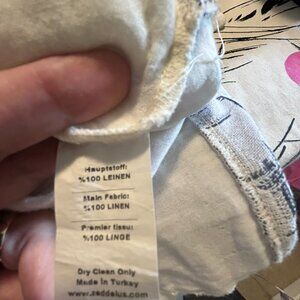 Hauptstoff:
%100 LEINEN
Main Fabric:
%100 LINEN
Premier tissu:
%100 LINGE
Dry Clean Only
Made in Turkey
www.zeddelus.com